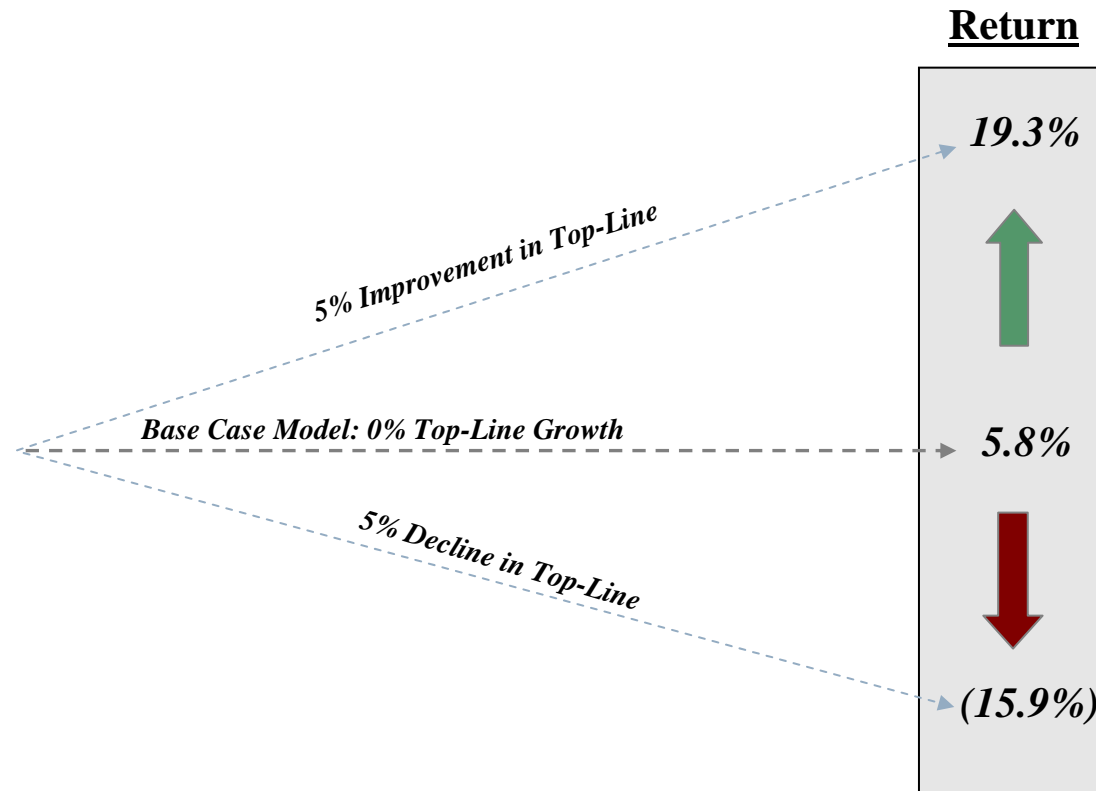 Return
19.3%
5% Improvement in Top-Line
Base Case Model: 0% Top-Line Growth
5.8%
5% Decline in Top-Line
(15.9%)